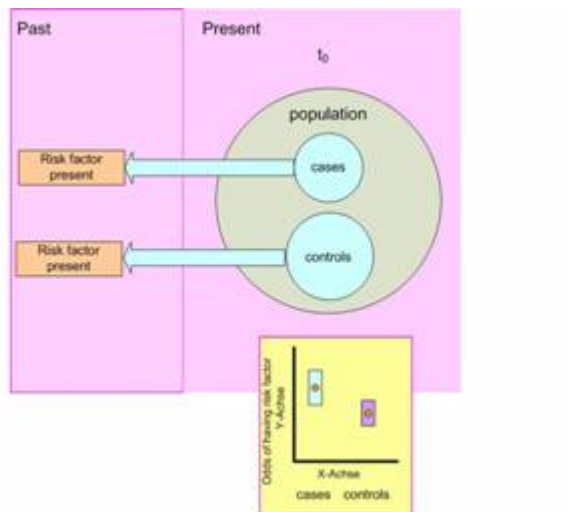 Past
Present
t0
population
Risk factor
present
cases
Risk factor
present
controls
Odds of having risk factor
Y-Achse
X-Achse
cases controls